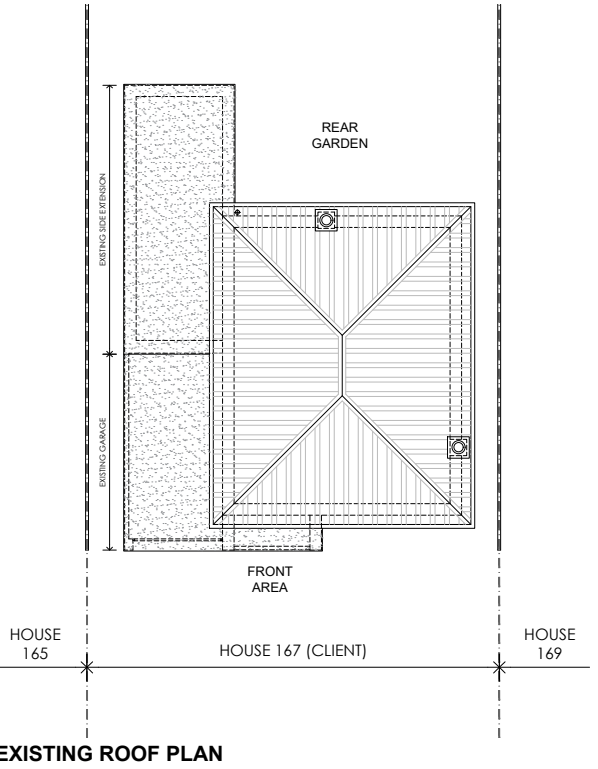 REAR
GARDEN
EXISTING SIDE EXTENSION
EXISTING GARAGE
FRONT
AREA
HOUSE
165
HOUSE 167 (CLIENT)
HOUSE
169
EXISTING ROOF PLAN